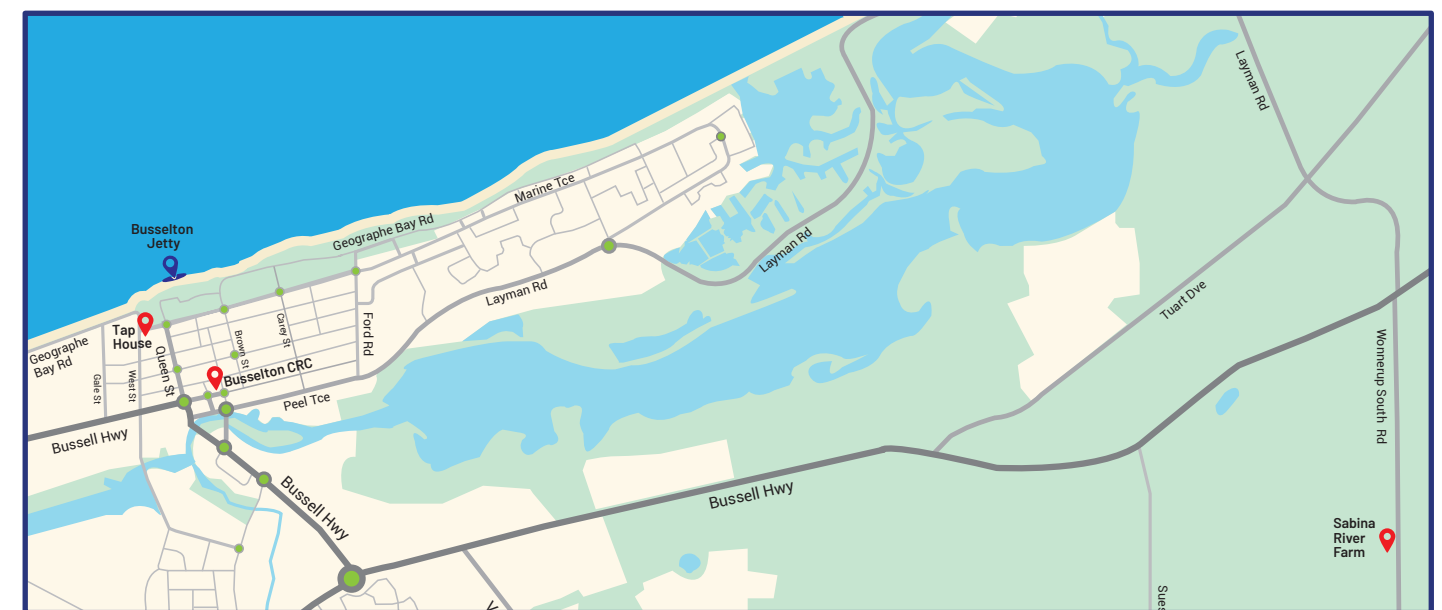 Layman Rd
Marine Tce
Busselton
Jetty
Geographe Bay Rd
Layman Rd
Layman Rd
Tuart Dve
Tap
House
Geographe
Bay Rd
Queen St
Brown St
Carey St
Ford Rd
Wonnerup South Rd
Gale St
West St
Busselton CRC
Peel Tce
Bussell Hwy
Bussell Hwy
Bussell Hwy
Sabina
River
Farm
Sues
V